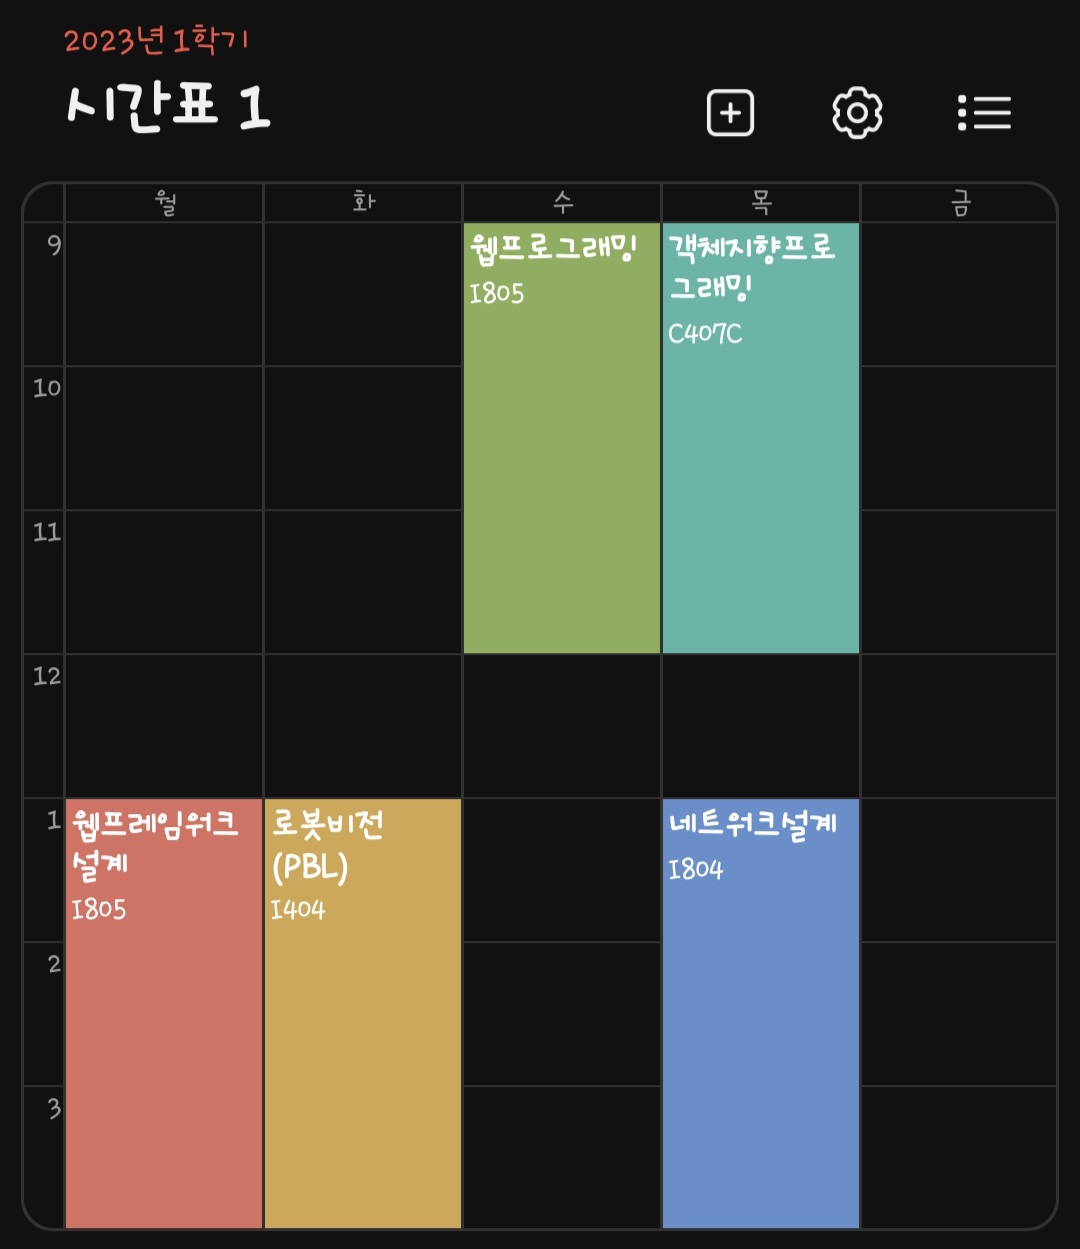 2023년 1학기
시간표 1
월 화 수 목 금
9
웹프로그래밍
I805
객체지향프로
그래밍
C407C
10
11
12
1
웹프레임워크
설계
I805
로봇비전
(PBL)
I404
네트워크설계
I804
2
3